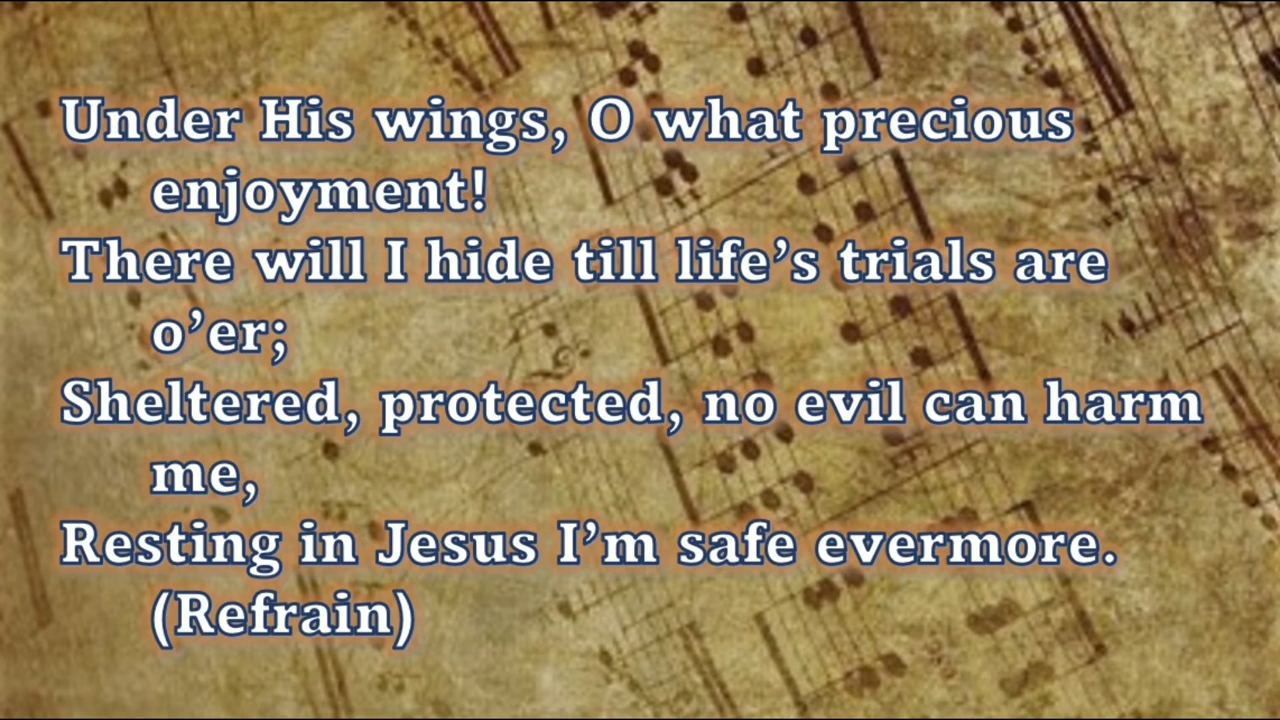 Under His wings, O what precious
enjoyment!
There will I hide till life’s trials are
o’er;
Sheltered, protected, no evil can harm
me,
Resting in Jesus I’m safe evermore.
(Refrain)